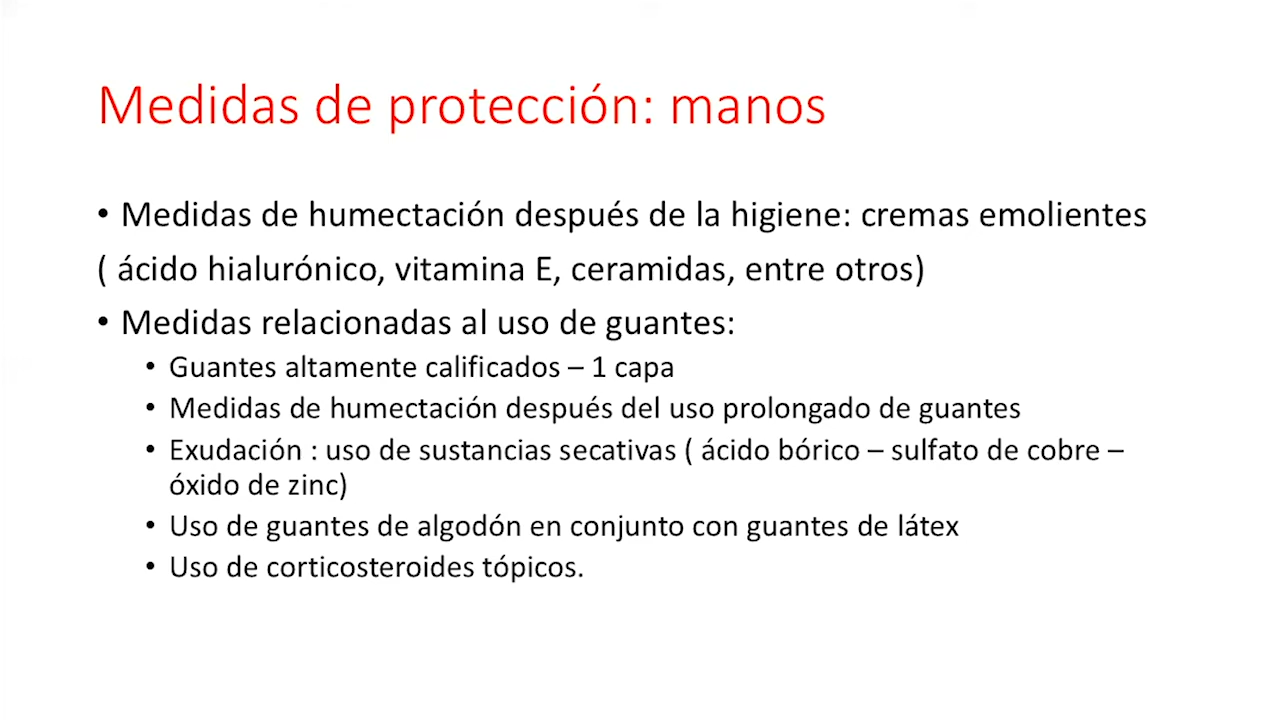 Medidas de protección: manos
• Medidas de humectación después de la higiene: cremas emolientes
( ácido hialurónico, vitamina E, ceramidas, entre otros)
• Medidas relacionadas al uso de guantes:
• Guantes altamente calificados – 1 capa
• Medidas de humectación después del uso prolongado de guantes
• Exudación : uso de sustancias secativas ( ácido bórico – sulfato de cobre –
óxido de zinc)
• Uso de guantes de algodón en conjunto con guantes de látex
• Uso de corticosteroides tópicos.